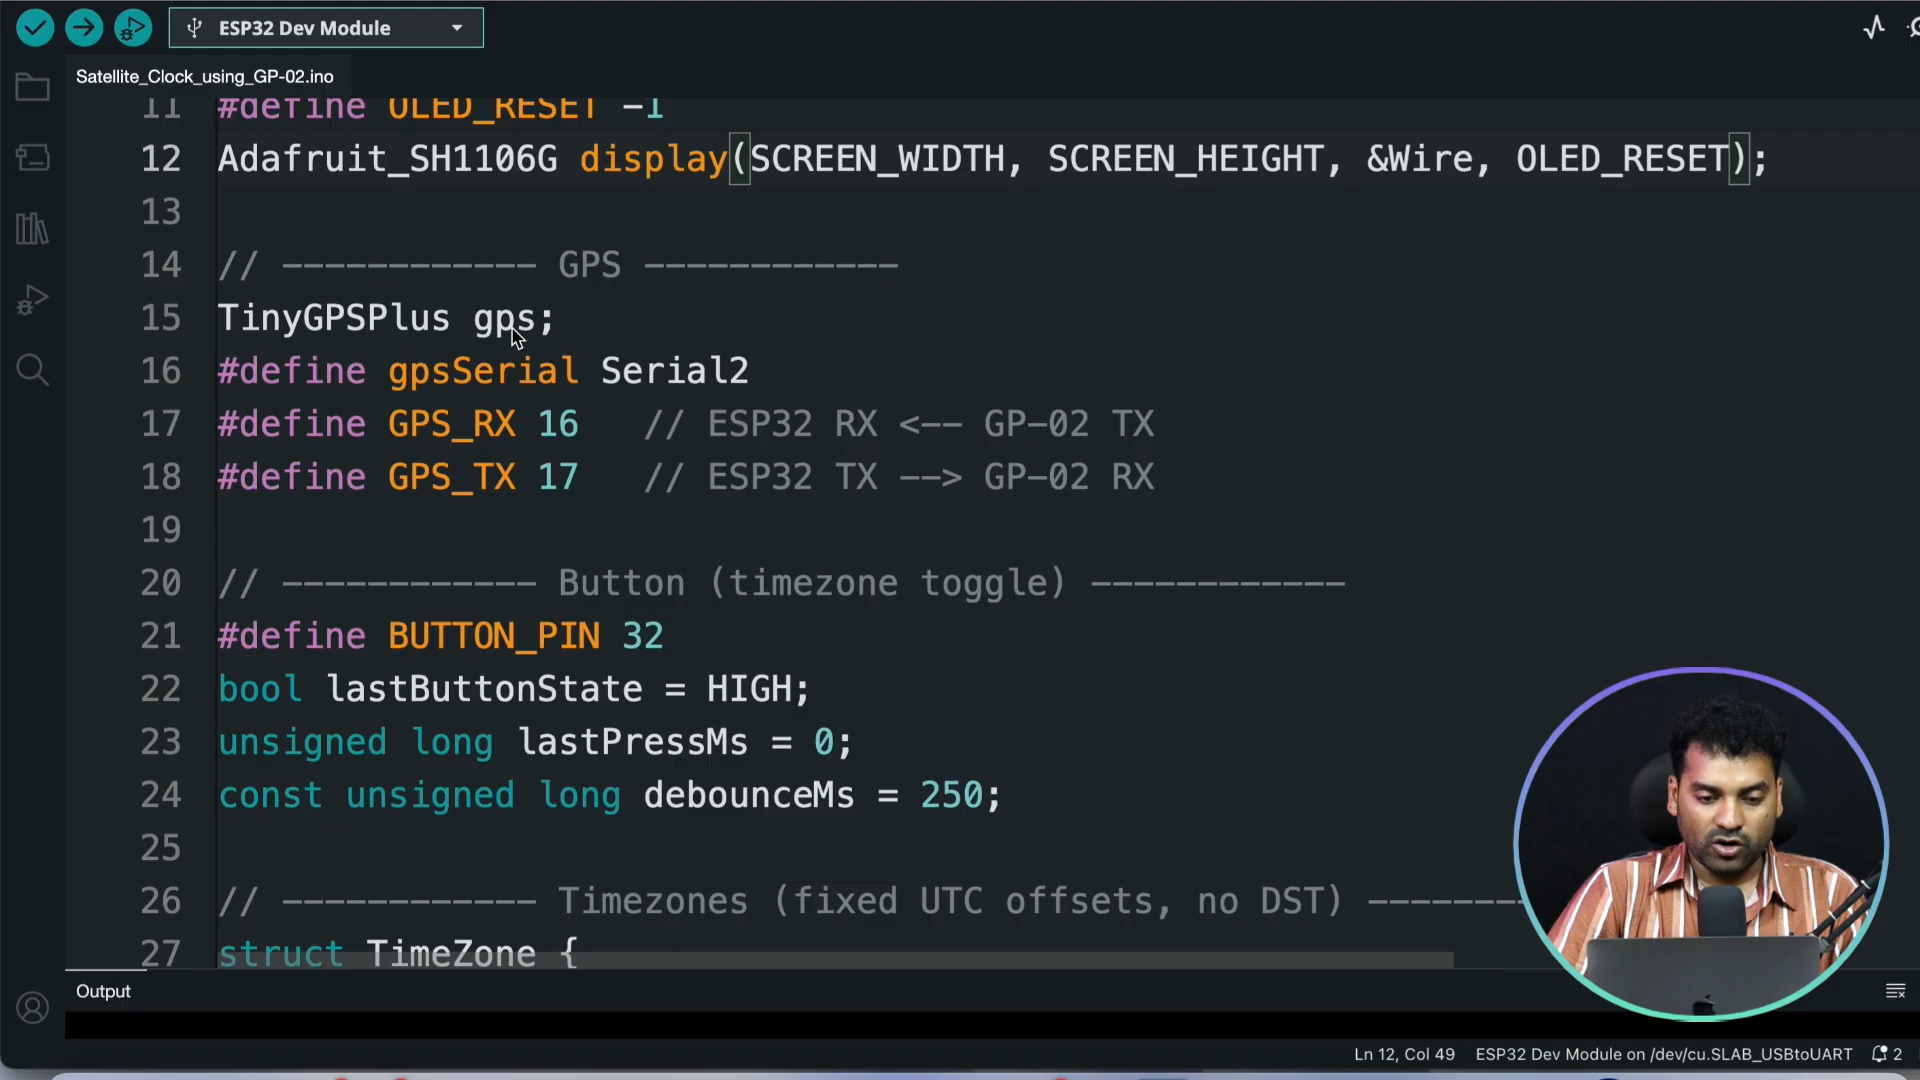 ESP32 Dev Module
Satellite_Clock_using_GP-02.ino
11 #define OLED_RESET -1
12 Adafruit_SH1106G display(SCREEN_WIDTH, SCREEN_HEIGHT, &Wire, OLED_RESET);
13
14 // ------------ GPS ------------
15 TinyGPSPlus gps;
16 #define gpsSerial Serial2
17 #define GPS_RX 16 // ESP32 RX <-- GP-02 TX
18 #define GPS_TX 17 // ESP32 TX --> GP-02 RX
19
20 // ------------ Button (timezone toggle) ------------
21 #define BUTTON_PIN 32
22 bool lastButtonState = HIGH;
23 unsigned long lastPressMs = 0;
24 const unsigned long debounceMs = 250;
25
26 // ------------ Timezones (fixed UTC offsets, no DST) --------
27 struct TimeZone {
Output
Ln 12, Col 49 ESP32 Dev Module on /dev/cu.SLAB_USBtoUART 2